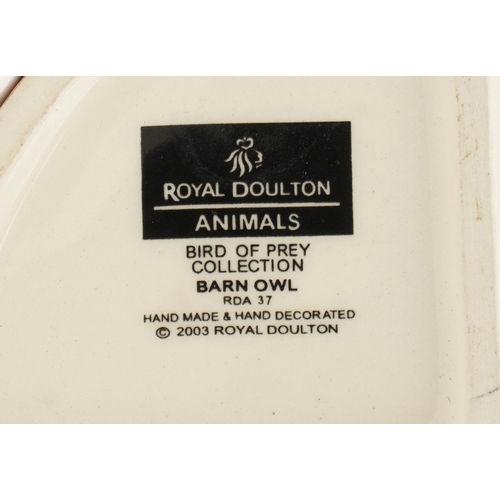 ROYAL DOULTON
ANIMALS
BIRD OF PREY
COLLECTION
BARN OWL
RDA 37
HAND MADE & HAND DECORATED
© 2003 ROYAL DOULTON